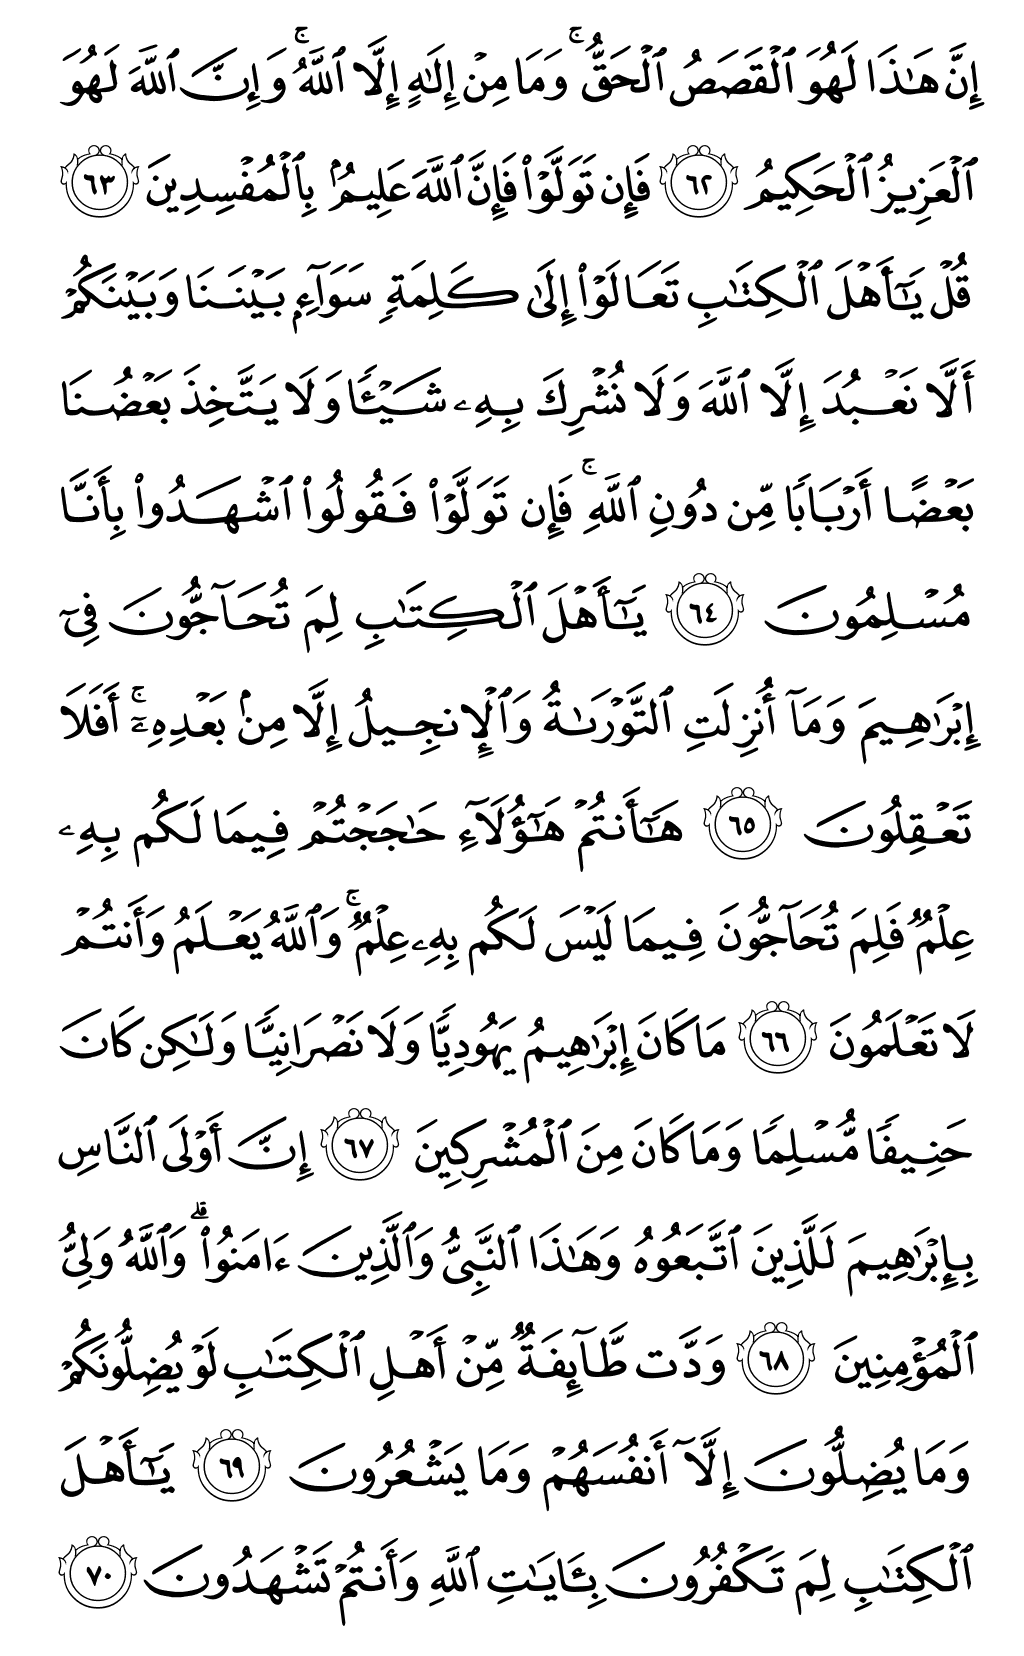 إِنَّ هَـٰذَا لَهُوَ ٱلۡقَصَصُ ٱلۡحَقُّۚ وَمَا مِنۡ إِلَـٰهٍ إِلَّا ٱللَّهُۚ وَإِنَّ ٱللَّهَ لَهُوَ
ٱلۡعَزِيزُ ٱلۡحَكِيمُ ٦٢ فَإِن تَوَلَّوۡا۟ فَإِنَّ ٱللَّهَ عَلِيمُۢ بِٱلۡمُفۡسِدِينَ ٦٣
قُلۡ يَـٰٓأَهۡلَ ٱلۡكِتَـٰبِ تَعَالَوۡا۟ إِلَىٰ كَلِمَةٖ سَوَآءِۭ بَيۡنَنَا وَبَيۡنَكُمۡ
أَلَّا نَعۡبُدَ إِلَّا ٱللَّهَ وَلَا نُشۡرِكَ بِهِۦ شَيۡـٔٗا وَلَا يَتَّخِذَ بَعۡضُنَا
بَعۡضًا أَرۡبَابٗا مِّن دُونِ ٱللَّهِۚ فَإِن تَوَلَّوۡا۟ فَقُولُوا۟ ٱشۡهَدُوا۟ بِأَنَّا
مُسۡلِمُونَ ٦٤ يَـٰٓأَهۡلَ ٱلۡكِتَـٰبِ لِمَ تُحَآجُّونَ فِيٓ
إِبۡرَٰهِيمَ وَمَآ أُنزِلَتِ ٱلتَّوۡرَىٰةُ وَٱلۡإِنجِيلُ إِلَّا مِنۢ بَعۡدِهِۦٓۚ أَفَلَا
تَعۡقِلُونَ ٦٥ هَـٰٓأَنتُمۡ هَـٰٓؤُلَآءِ حَـٰجَجۡتُمۡ فِيمَا لَكُم بِهِۦ
عِلۡمٞ فَلِمَ تُحَآجُّونَ فِيمَا لَيۡسَ لَكُم بِهِۦ عِلۡمٞۚ وَٱللَّهُ يَعۡلَمُ وَأَنتُمۡ
لَا تَعۡلَمُونَ ٦٦ مَا كَانَ إِبۡرَٰهِيمُ يَهُودِيّٗا وَلَا نَصۡرَانِيّٗا وَلَـٰكِن كَانَ
حَنِيفٗا مُّسۡلِمٗا وَمَا كَانَ مِنَ ٱلۡمُشۡرِكِينَ ٦٧ إِنَّ أَوۡلَى ٱلنَّاسِ
بِإِبۡرَٰهِيمَ لَلَّذِينَ ٱتَّبَعُوهُ وَهَـٰذَا ٱلنَّبِيُّ وَٱلَّذِينَ ءَامَنُوا۟ۗ وَٱللَّهُ وَلِيُّ
ٱلۡمُؤۡمِنِينَ ٦٨ وَدَّت طَّآئِفَةٞ مِّنۡ أَهۡلِ ٱلۡكِتَـٰبِ لَوۡ يُضِلُّونَكُمۡ
وَمَا يُضِلُّونَ إِلَّآ أَنفُسَهُمۡ وَمَا يَشۡعُرُونَ ٦٩ يَـٰٓأَهۡلَ
ٱلۡكِتَـٰبِ لِمَ تَكۡفُرُونَ بِـَٔايَـٰتِ ٱللَّهِ وَأَنتُمۡ تَشۡهَدُونَ ٧٠